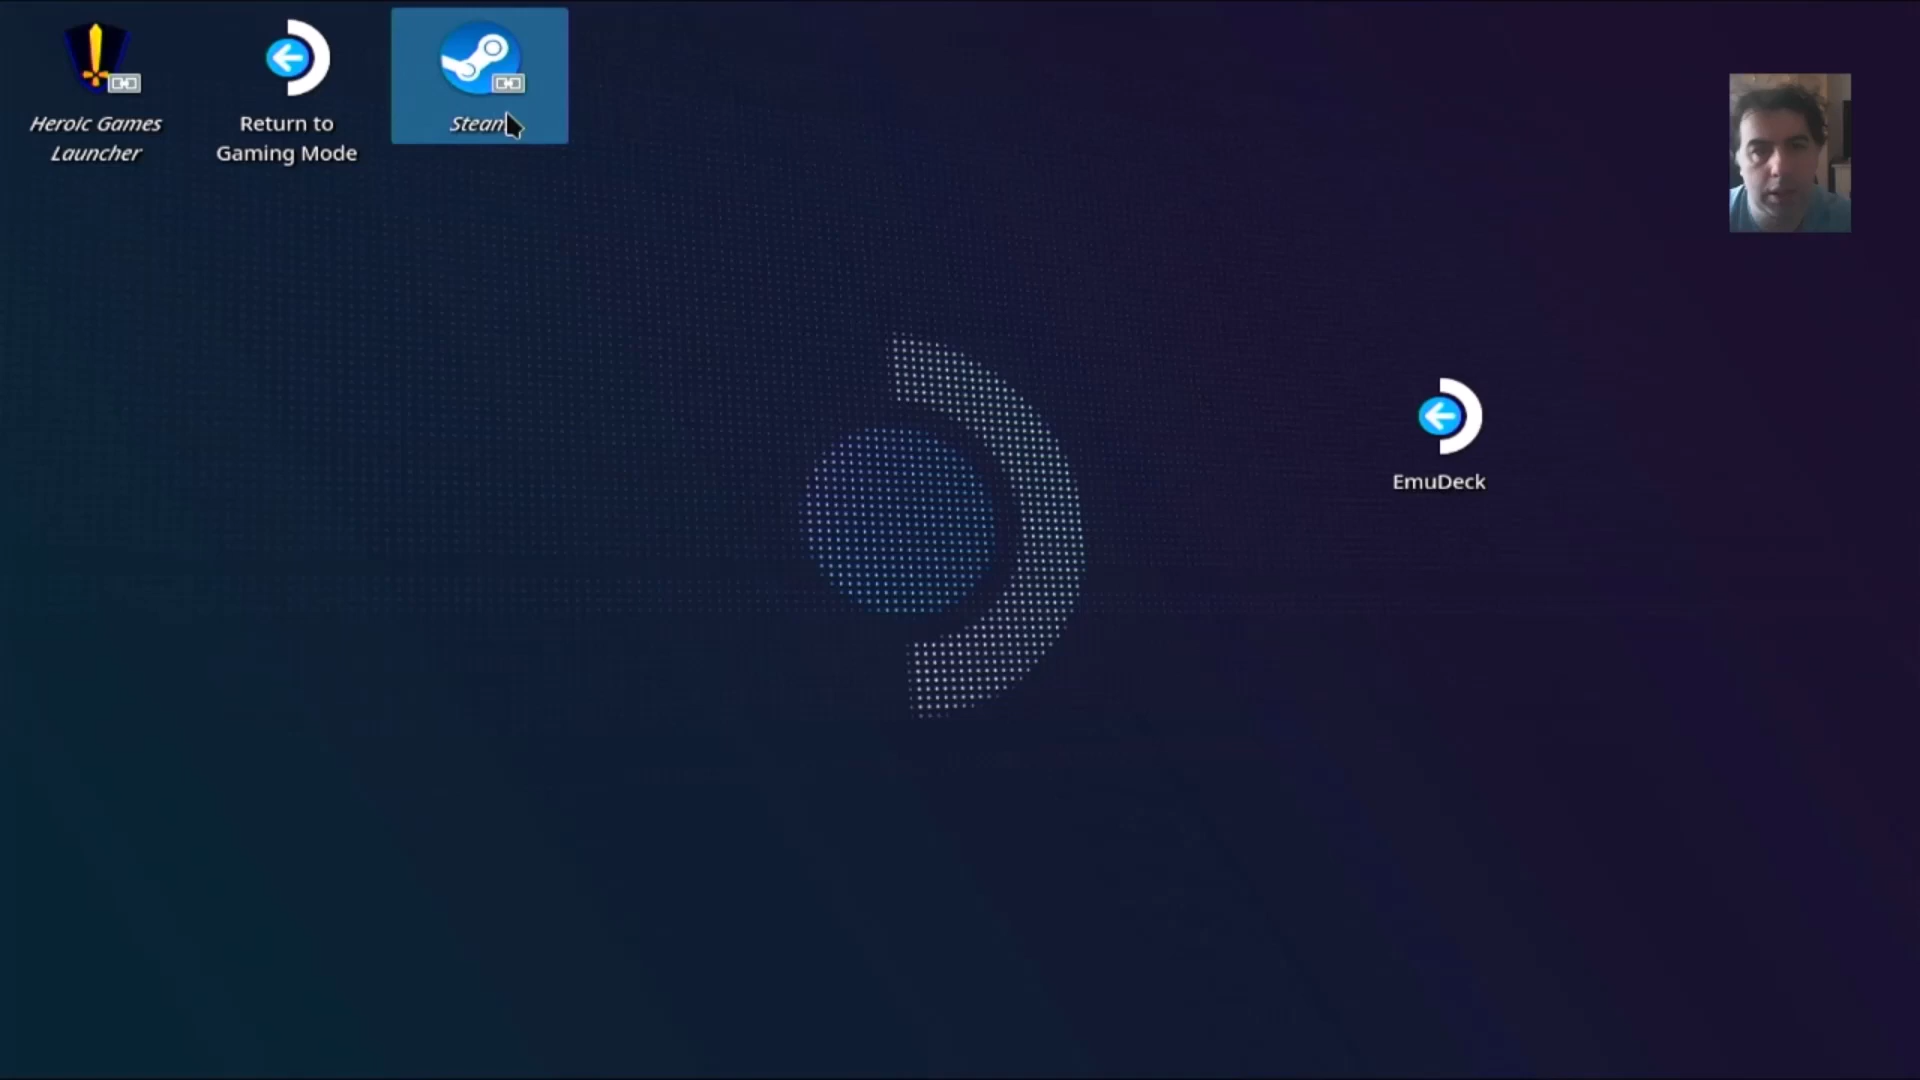 Heroic Games
Launcher
Return to
Gaming Mode
Steam
EmuDeck